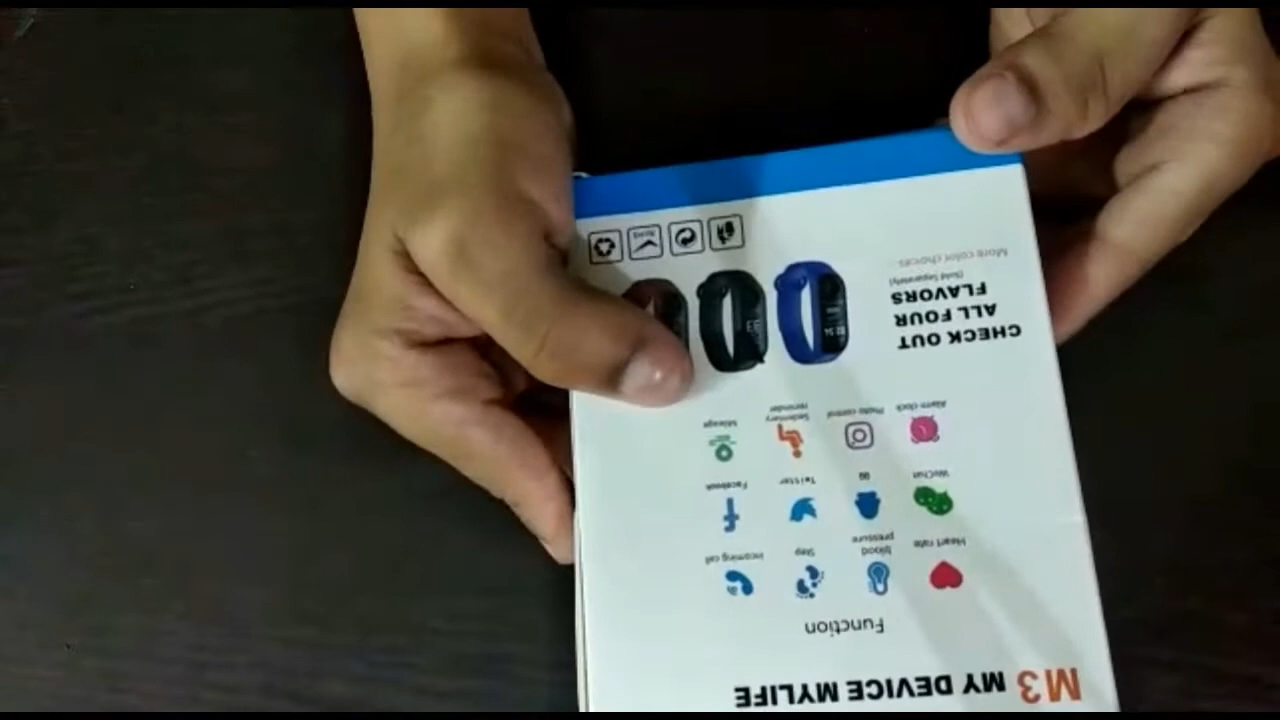 M3 MY DEVICE MYLIFE
Function
Heart rate
blood pressure
Step
incoming call
WeChat
QQ
Twitter
Facebook
Alarm clock
Photo control
Sedentary reminder
Mileage
CHECK OUT
ALL FOUR
FLAVORS
(Sold Separately)
More color choices